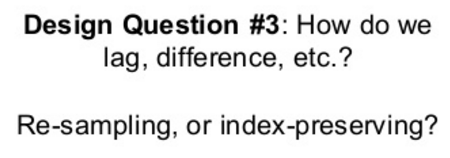 Design Question #3: How do we
lag, difference, etc.?
Re-sampling, or index-preserving?